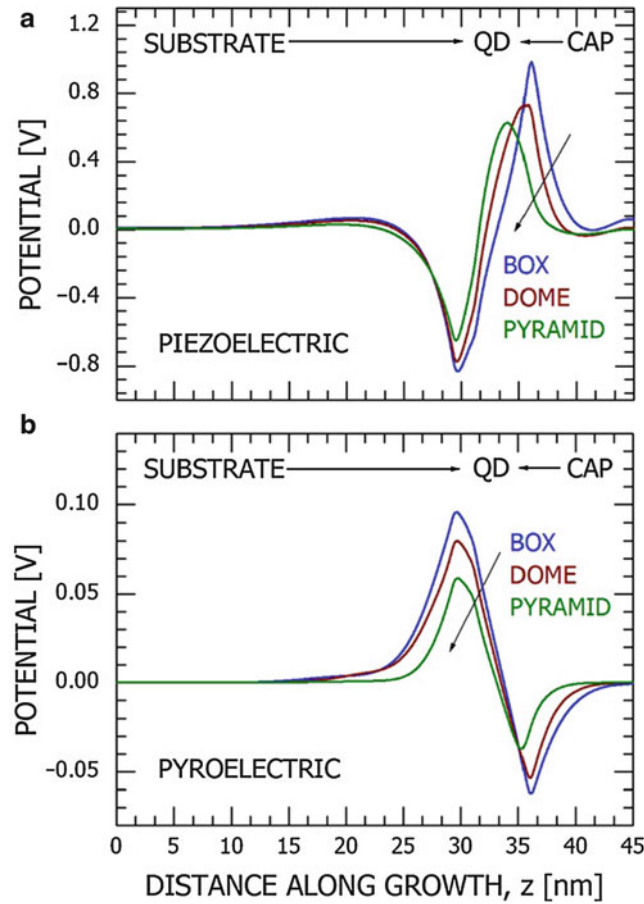 a
SUBSTRATE QD CAP
1.2
0.8
0.4
0.0
-0.4
-0.8
POTENTIAL [V]
BOX
DOME
PYRAMID
PIEZOELECTRIC
b
SUBSTRATE QD CAP
0.10
0.05
0.00
-0.05
POTENTIAL [V]
BOX
DOME
PYRAMID
PYROELECTRIC
0 5 10 15 20 25 30 35 40 45
DISTANCE ALONG GROWTH, z [nm]